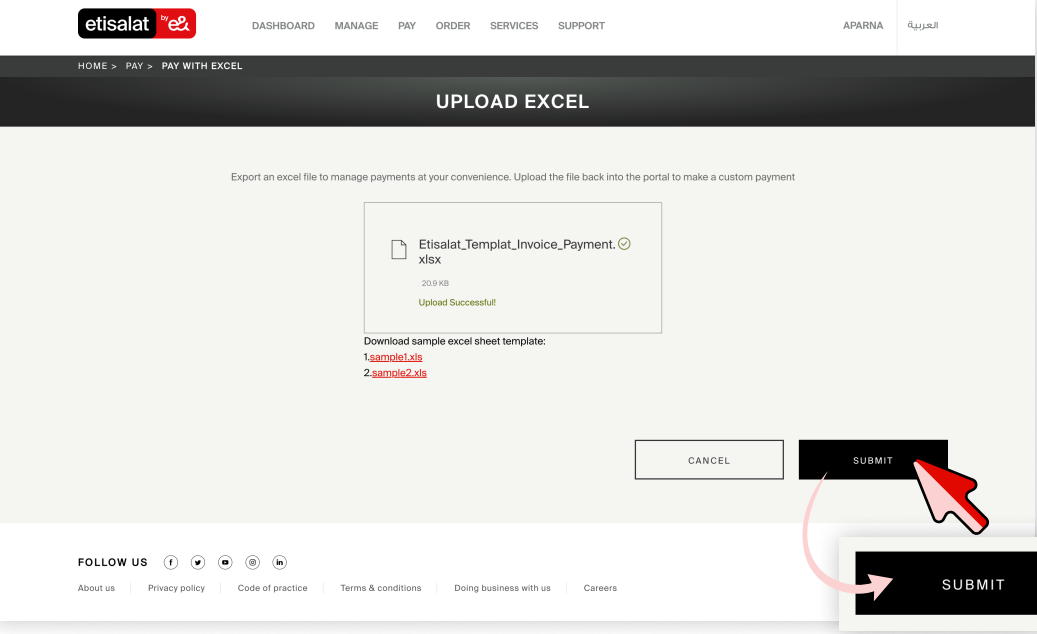 etisalat by e&
DASHBOARD MANAGE PAY ORDER SERVICES SUPPORT APARNA العربية
HOME > PAY > PAY WITH EXCEL
UPLOAD EXCEL
Export an excel file to manage payments at your convenience. Upload the file back into the portal to make a custom payment
Etisalat_Templat_Invoice_Payment.
xlsx
20.9 KB
Upload Successful!
Download sample excel sheet template:
1.sample1.xls
2.sample2.xls
CANCEL SUBMIT
FOLLOW US
About us Privacy policy Code of practice Terms & conditions Doing business with us Careers
SUBMIT